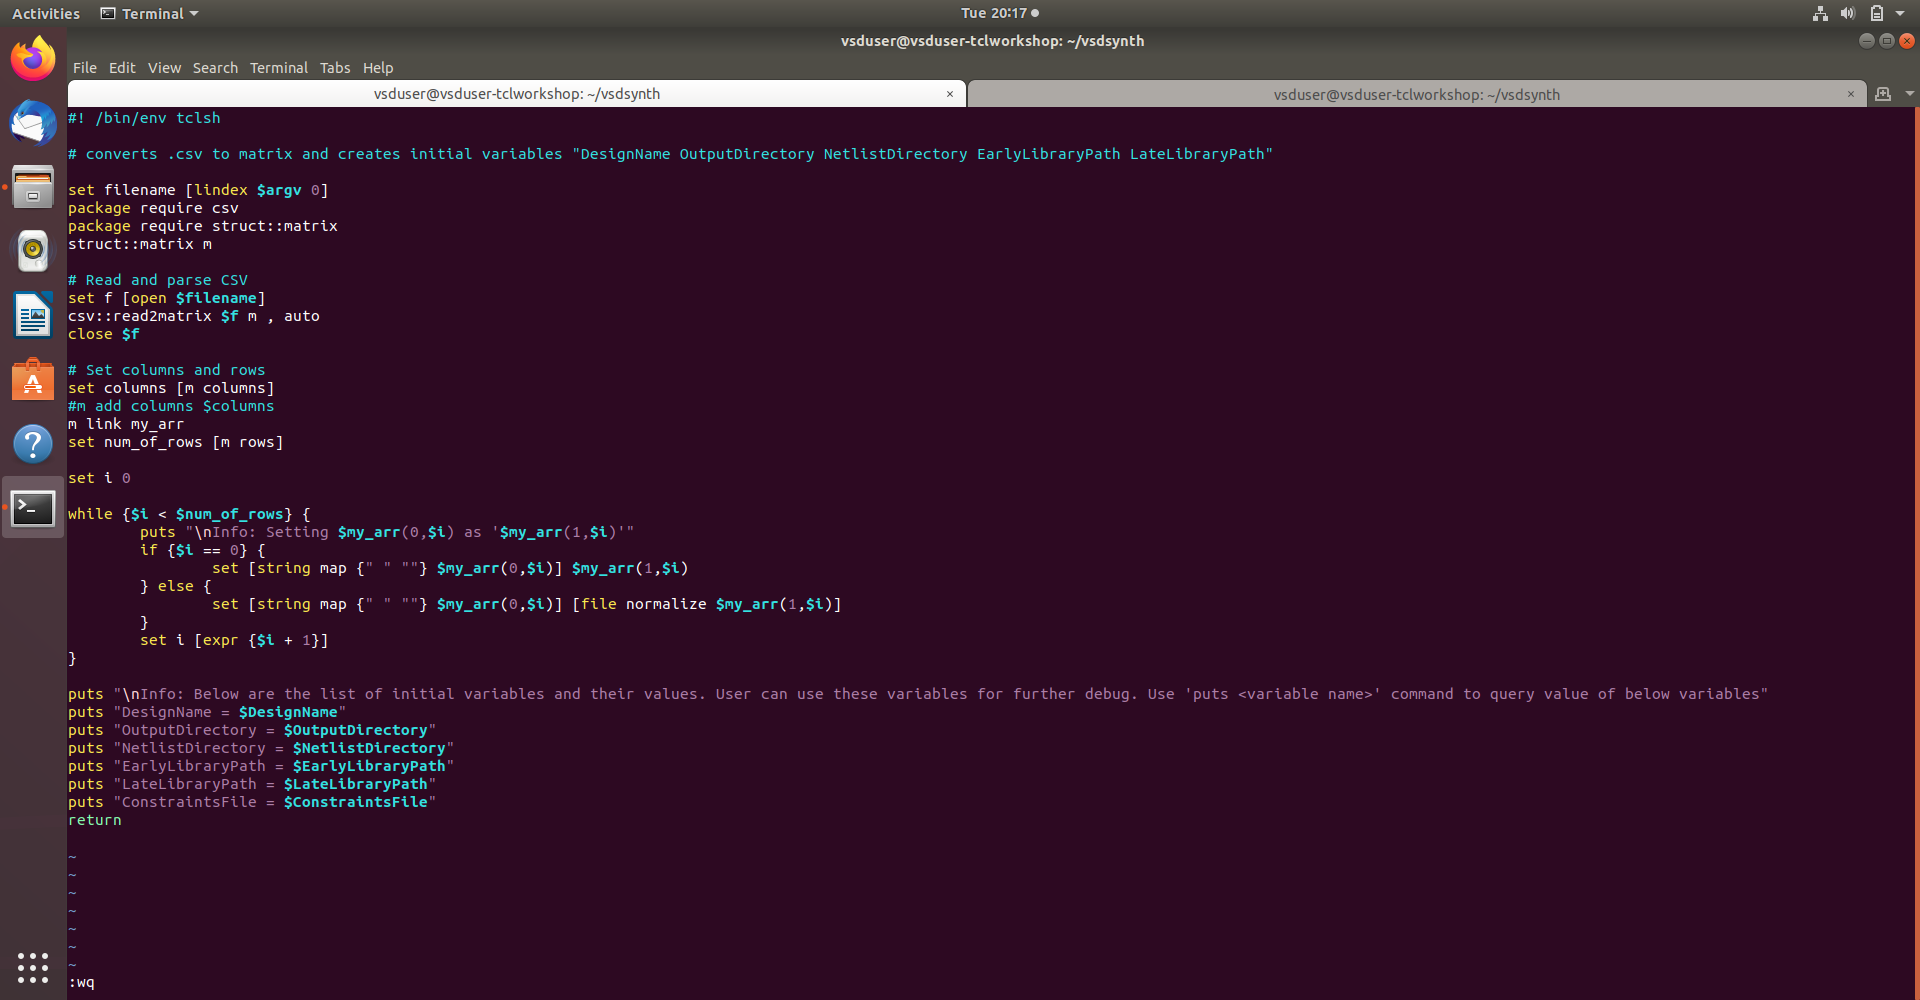 Activities Terminal Tue 20:17
vsduser@vsduser-tclworkshop: ~/vsdsynth
File Edit View Search Terminal Tabs Help
vsduser@vsduser-tclworkshop: ~/vsdsynth × vsduser@vsduser-tclworkshop: ~/vsdsynth ×
#! /bin/env tclsh
# converts .csv to matrix and creates initial variables "DesignName OutputDirectory NetlistDirectory EarlyLibraryPath LateLibraryPath"
set filename [lindex $argv 0]
package require csv
package require struct::matrix
struct::matrix m
# Read and parse CSV
set f [open $filename]
csv::read2matrix $f m , auto
close $f
# Set columns and rows
set columns [m columns]
#m add columns $columns
m link my_arr
set num_of_rows [m rows]
set i 0
while {$i < $num_of_rows} {
        puts "\nInfo: Setting $my_arr(0,$i) as '$my_arr(1,$i)'"
        if {$i == 0} {
                set [string map {" " ""} $my_arr(0,$i)] $my_arr(1,$i)
        } else {
                set [string map {" " ""} $my_arr(0,$i)] [file normalize $my_arr(1,$i)]
        }
        set i [expr {$i + 1}]
}
puts "\nInfo: Below are the list of initial variables and their values. User can use these variables for further debug. Use 'puts <variable name>' command to query value of below variables"
puts "DesignName = $DesignName"
puts "OutputDirectory = $OutputDirectory"
puts "NetlistDirectory = $NetlistDirectory"
puts "EarlyLibraryPath = $EarlyLibraryPath"
puts "LateLibraryPath = $LateLibraryPath"
puts "ConstraintsFile = $ConstraintsFile"
return
~
~
~
~
~
~
~
:wq